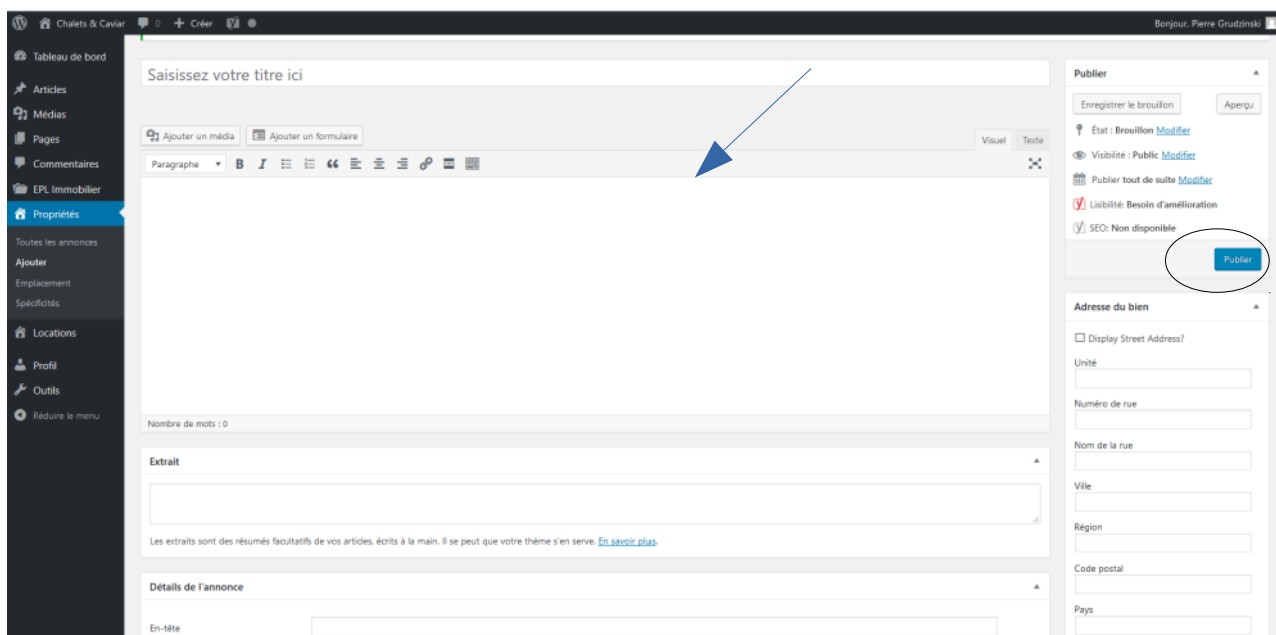 Chalets & Caviar 0 Créer Bonjour, Pierre Grudzinski
Tableau de bord
Articles
Médias
Pages
Commentaires
EPL Immobilier
Propriétés
Toutes les annonces
Ajouter
Emplacement
Spécificités
Locations
Profil
Outils
Réduire le menu
Saisissez votre titre ici
Ajouter un média Ajouter un formulaire
Visuel Texte
Paragraphe B I
Nombre de mots : 0
Extrait
Les extraits sont des résumés facultatifs de vos articles, écrits à la main. Il se peut que votre thème s'en serve. En savoir plus.
Détails de l'annonce
En-tête
Publier
Enregistrer le brouillon Aperçu
État : Brouillon Modifier
Visibilité : Public Modifier
Publier tout de suite Modifier
Lisibilité: Besoin d'amélioration
SEO: Non disponible
Publier
Adresse du bien
Display Street Address?
Unité
Numéro de rue
Nom de la rue
Ville
Région
Code postal
Pays